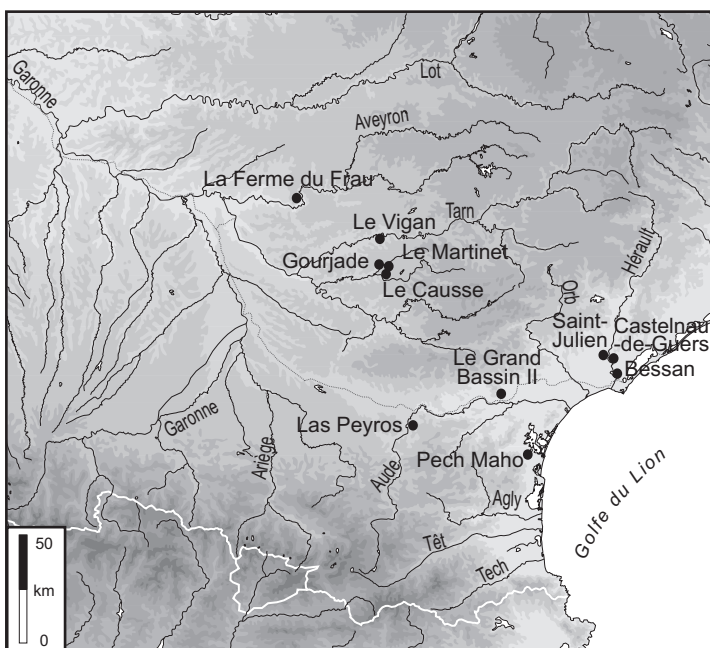 Garonne
Lot
Aveyron
La Ferme du Frau
Tarn
Le Vigan
Gourjade
Le Martinet
Le Causse
Hérault
Orb
Saint-
Julien
Castelnau
-de-Guers
Bessan
Le Grand
Bassin II
Las Peyros
Garonne
Ariège
Aude
Pech Maho
Agly
Golfe du Lion
Têt
Tech
50
km
0